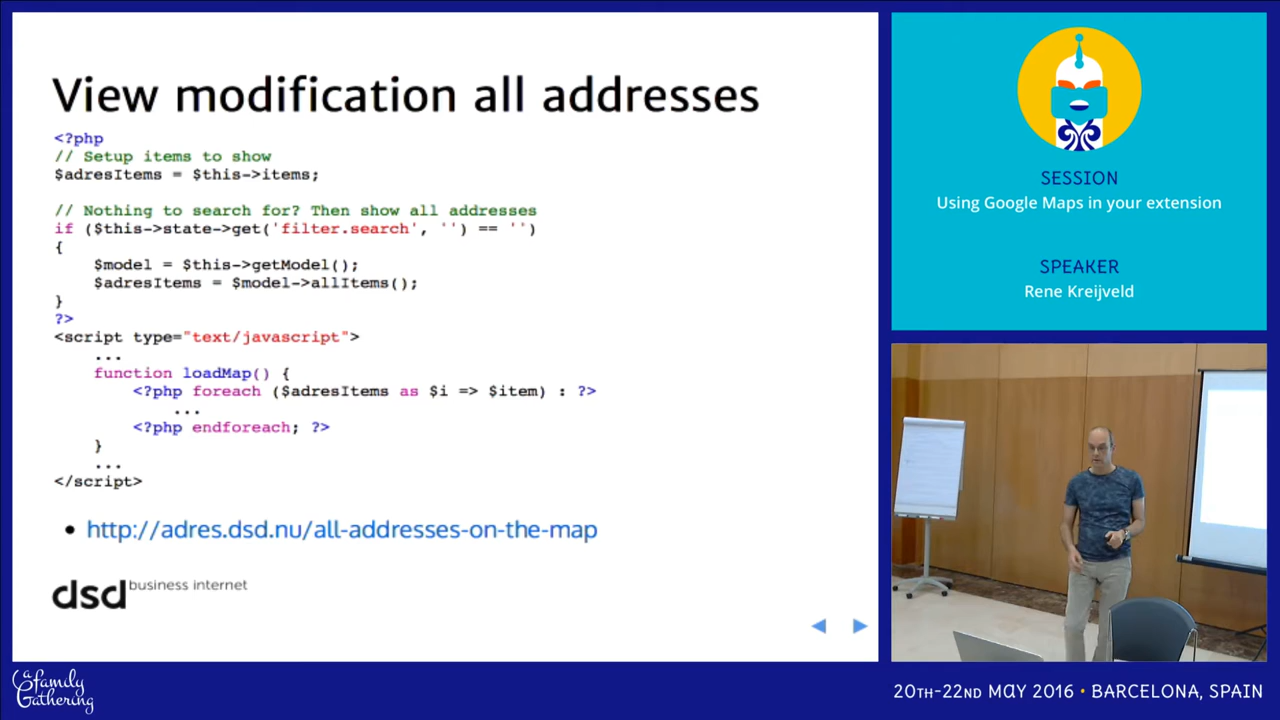 View modification all addresses
<?php
// Setup items to show
$adresItems = $this->items;
// Nothing to search for? Then show all addresses
if ($this->state->get('filter.search', '') == '')
{
$model = $this->getModel();
$adresItems = $model->allItems();
}
?>
<script type="text/javascript">
...
function loadMap() {
<?php foreach ($adresItems as $i => $item) : ?>
...
<?php endforeach; ?>
}
...
</script>
• http://adres.dsd.nu/all-addresses-on-the-map
dsd business internet
SESSION
Using Google Maps in your extension
SPEAKER
Rene Kreijveld
a family Gathering
20TH-22ND MAY 2016 • BARCELONA, SPAIN